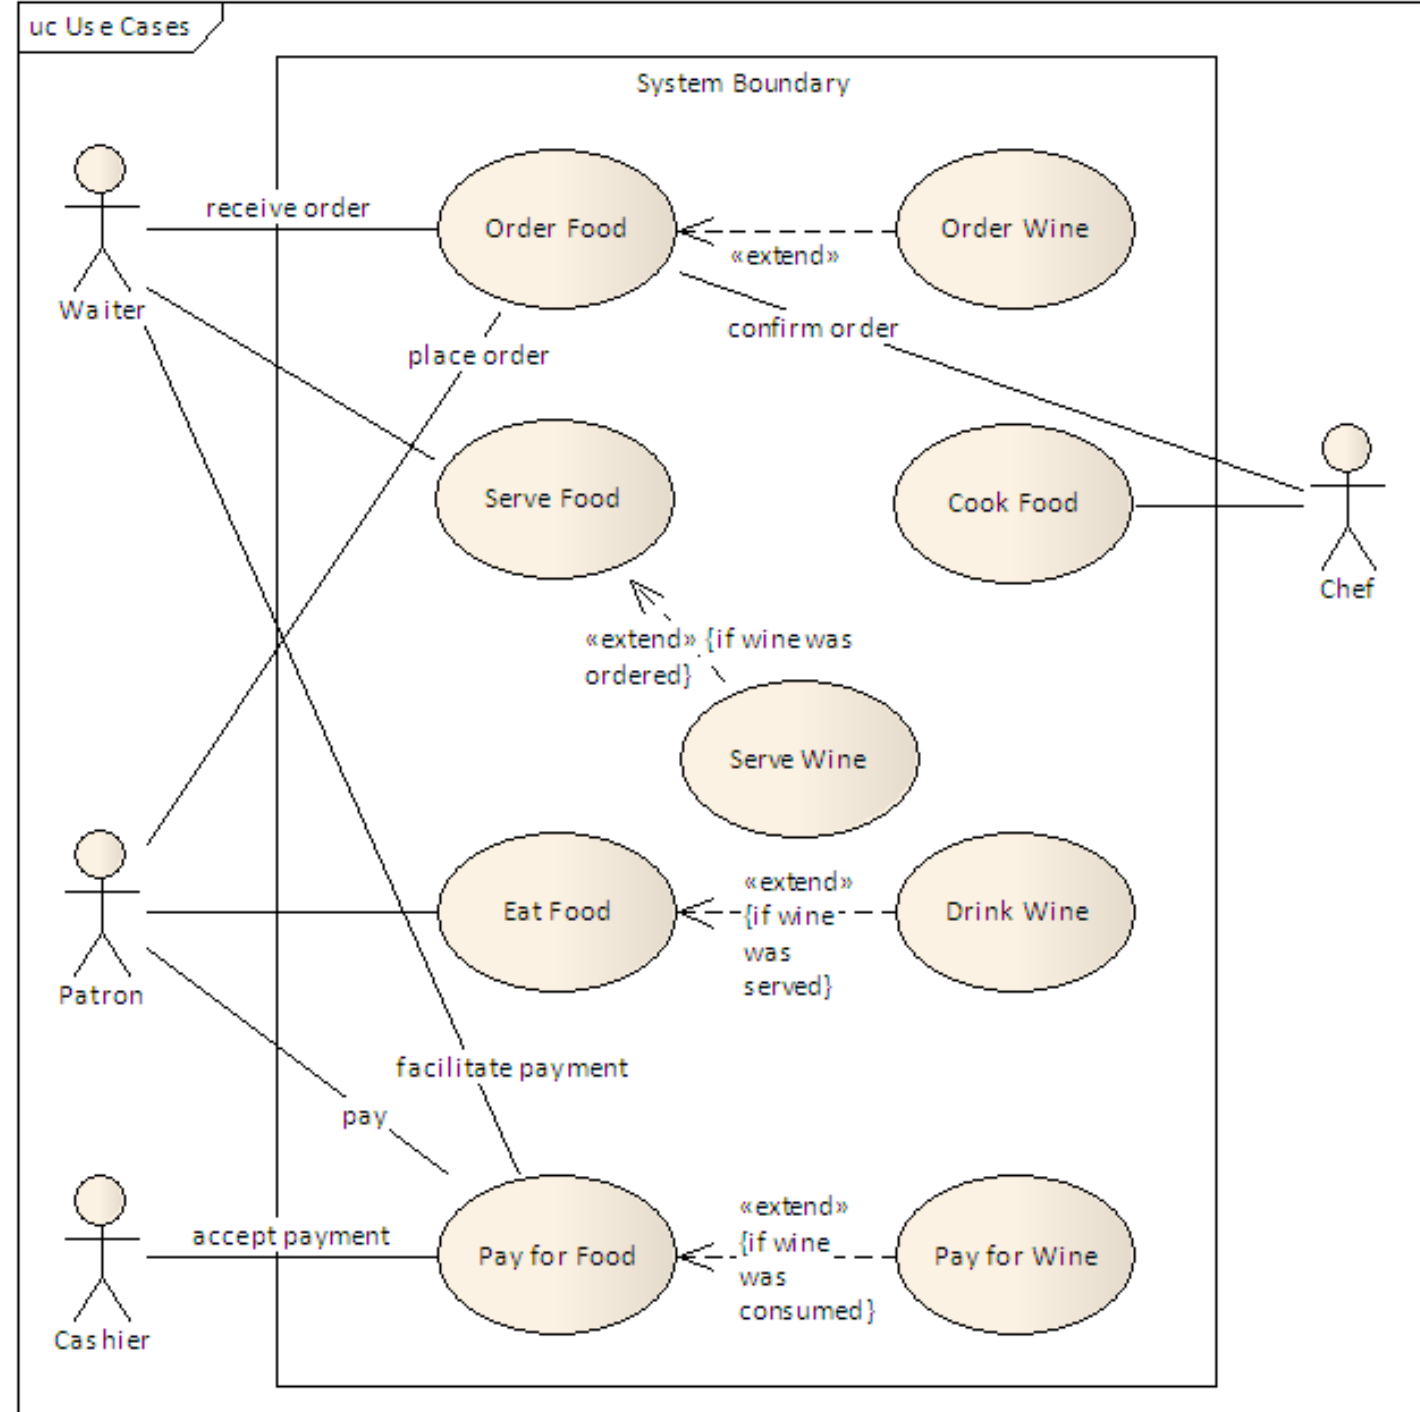 uc Use Cases
System Boundary
receive order
Order Food
Order Wine
«extend»
Waiter
confirm order
place order
Serve Food
Cook Food
Chef
«extend» {if wine was
ordered}
Serve Wine
«extend»
{if wine
was
served}
Eat Food
Drink Wine
Patron
facilitate payment
pay
«extend»
{if wine
was
consumed}
accept payment
Pay for Food
Pay for Wine
Cashier